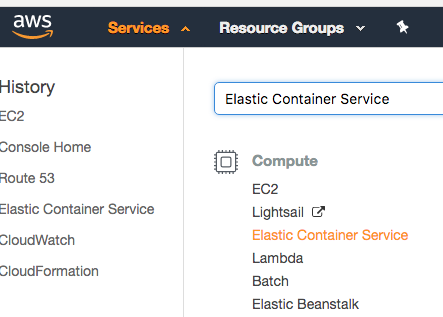 aws
Services
Resource Groups
History
EC2
Console Home
Route 53
Elastic Container Service
CloudWatch
CloudFormation
Elastic Container Service
Compute
EC2
Lightsail
Elastic Container Service
Lambda
Batch
Elastic Beanstalk